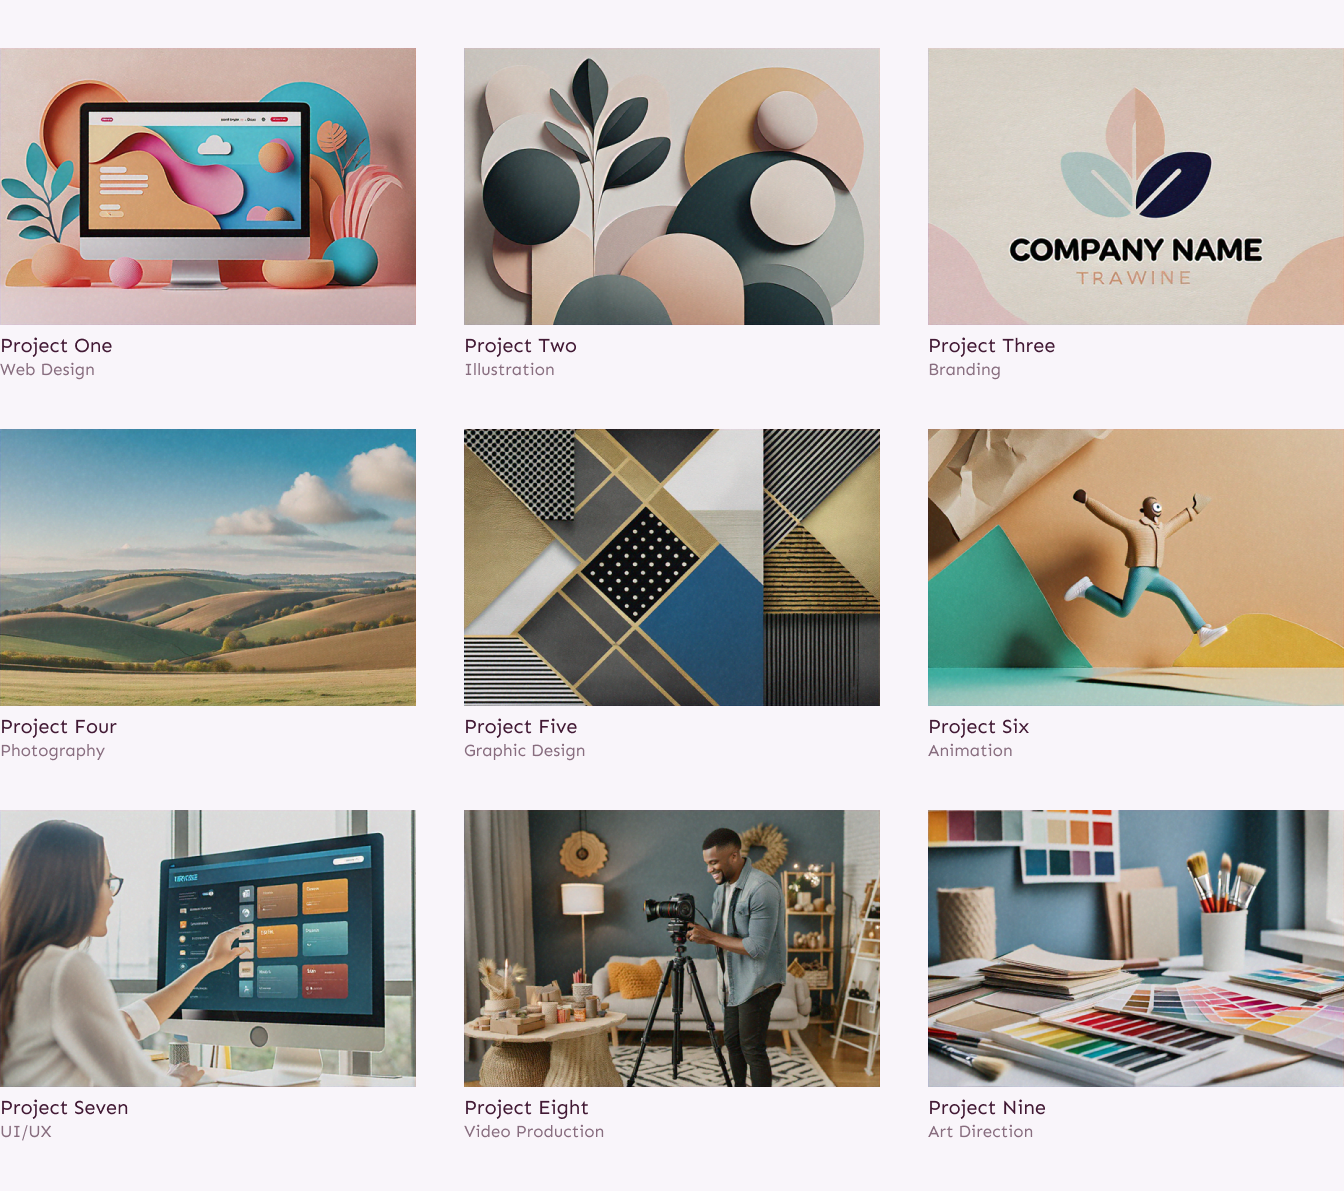 COMPANY NAME
TRAWINE
Project One
Web Design
Project Two
Illustration
Project Three
Branding
Project Four
Photography
Project Five
Graphic Design
Project Six
Animation
Project Seven
UI/UX
Project Eight
Video Production
Project Nine
Art Direction